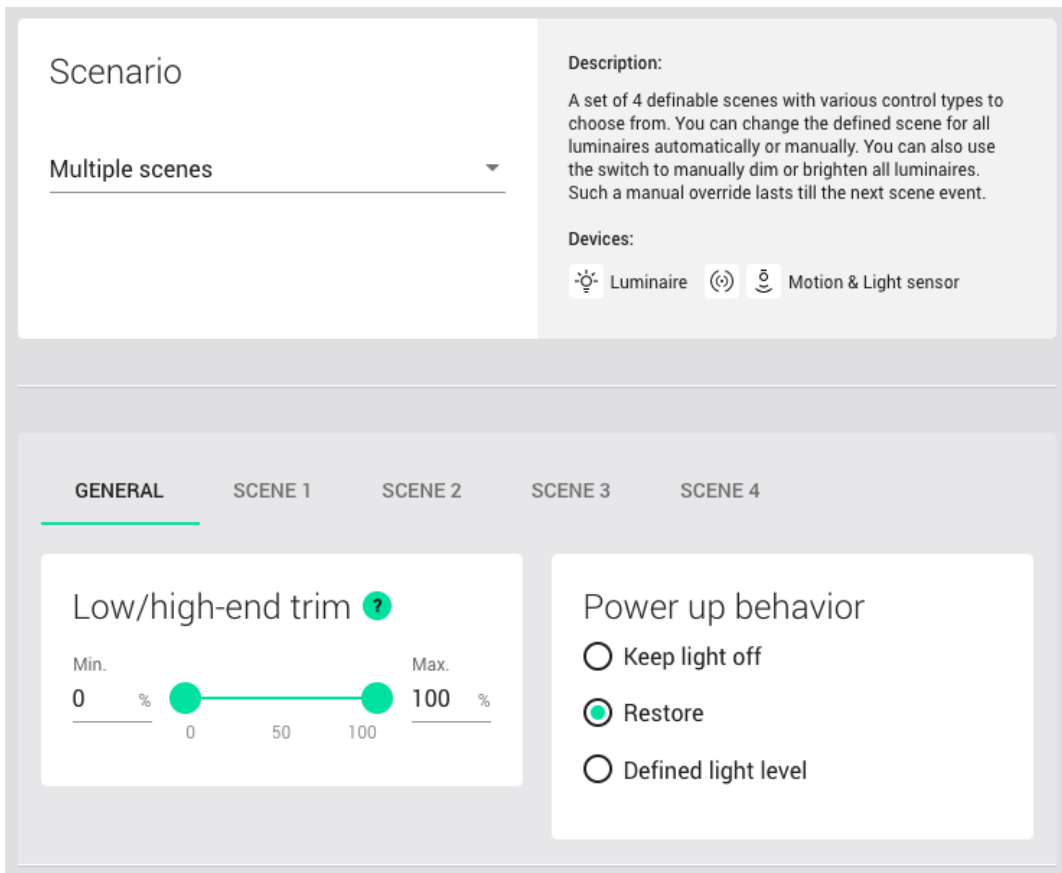 Scenario
Multiple scenes
Description:
A set of 4 definable scenes with various control types to
choose from. You can change the defined scene for all
luminaires automatically or manually. You can also use
the switch to manually dim or brighten all luminaires.
Such a manual override lasts till the next scene event.
Devices:
Luminaire Motion & Light sensor
GENERAL SCENE 1 SCENE 2 SCENE 3 SCENE 4
Low/high-end trim ?
Min. Max.
0 % 100 %
0 50 100
Power up behavior
Keep light off
Restore
Defined light level